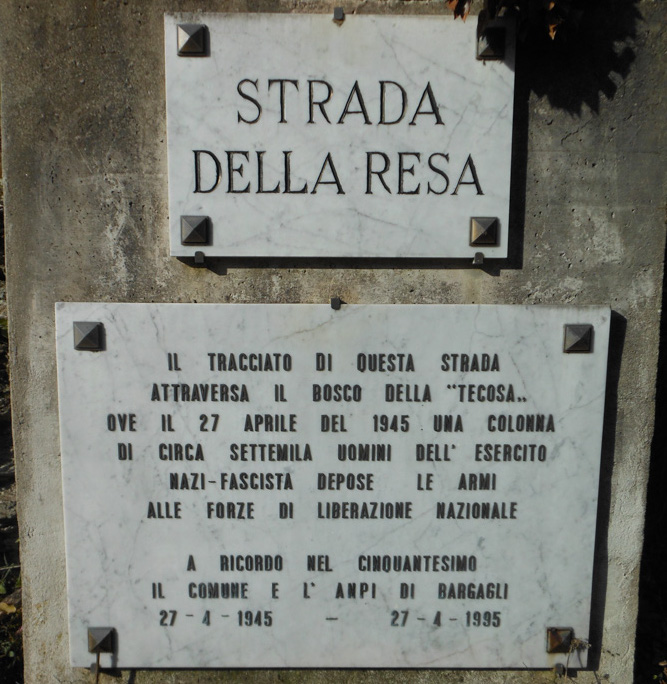 STRADA
DELLA RESA
IL TRACCIATO DI QUESTA STRADA
ATTRAVERSA IL BOSCO DELLA "TECOSA„
OVE IL 27 APRILE DEL 1945 UNA COLONNA
DI CIRCA SETTEMILA UOMINI DELL' ESERCITO
NAZI-FASCISTA DEPOSE LE ARMI
ALLE FORZE DI LIBERAZIONE NAZIONALE
A RICORDO NEL CINQUANTESIMO
IL COMUNE E L' ANPI DI BARGAGLI
27-4-1945 - 27-4-1995